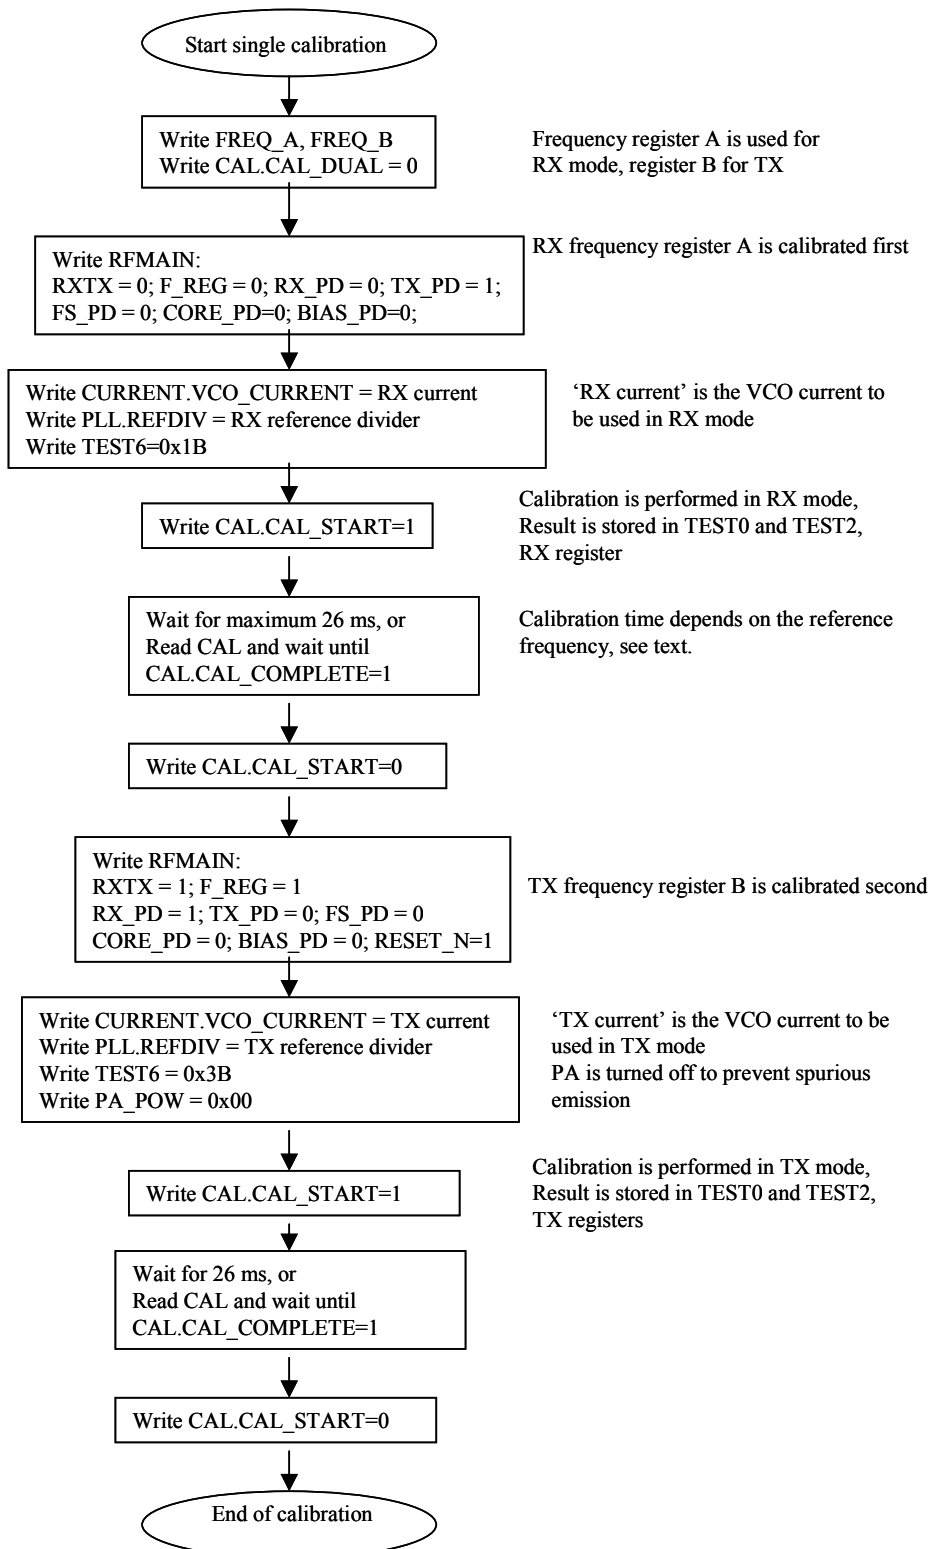 Start single calibration
Write FREQ_A, FREQ_B
Write CAL.CAL_DUAL = 0
Frequency register A is used for
RX mode, register B for TX
Write RFMAIN:
RXTX = 0; F_REG = 0; RX_PD = 0; TX_PD = 1;
FS_PD = 0; CORE_PD=0; BIAS_PD=0;
RX frequency register A is calibrated first
Write CURRENT.VCO_CURRENT = RX current
Write PLL.REFDIV = RX reference divider
Write TEST6=0x1B
‘RX current’ is the VCO current to
be used in RX mode
Write CAL.CAL_START=1
Calibration is performed in RX mode,
Result is stored in TEST0 and TEST2,
RX register
Wait for maximum 26 ms, or
Read CAL and wait until
CAL.CAL_COMPLETE=1
Calibration time depends on the reference
frequency, see text.
Write CAL.CAL_START=0
Write RFMAIN:
RXTX = 1; F_REG = 1
RX_PD = 1; TX_PD = 0; FS_PD = 0
CORE_PD = 0; BIAS_PD = 0; RESET_N=1
TX frequency register B is calibrated second
Write CURRENT.VCO_CURRENT = TX current
Write PLL.REFDIV = TX reference divider
Write TEST6 = 0x3B
Write PA_POW = 0x00
‘TX current’ is the VCO current to be
used in TX mode
PA is turned off to prevent spurious
emission
Write CAL.CAL_START=1
Calibration is performed in TX mode,
Result is stored in TEST0 and TEST2,
TX registers
Wait for 26 ms, or
Read CAL and wait until
CAL.CAL_COMPLETE=1
Write CAL.CAL_START=0
End of calibration